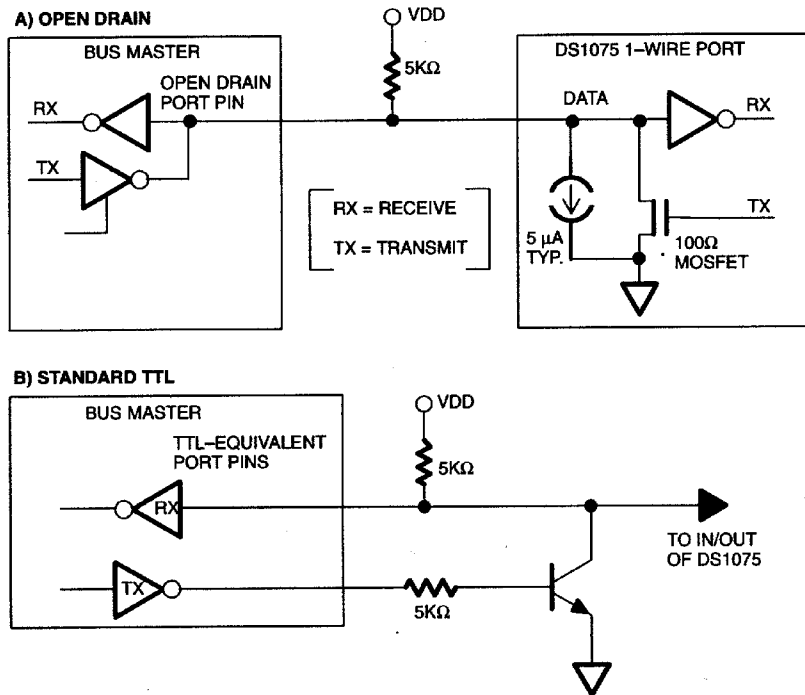 A) OPEN DRAIN
BUS MASTER
OPEN DRAIN
PORT PIN
RX
TX
VDD
5KΩ
RX = RECEIVE
TX = TRANSMIT
DS1075 1–WIRE PORT
DATA
RX
TX
5 µA
TYP.
100Ω
MOSFET
B) STANDARD TTL
BUS MASTER
TTL–EQUIVALENT
PORT PINS
RX
TX
VDD
5KΩ
5KΩ
TO IN/OUT
OF DS1075